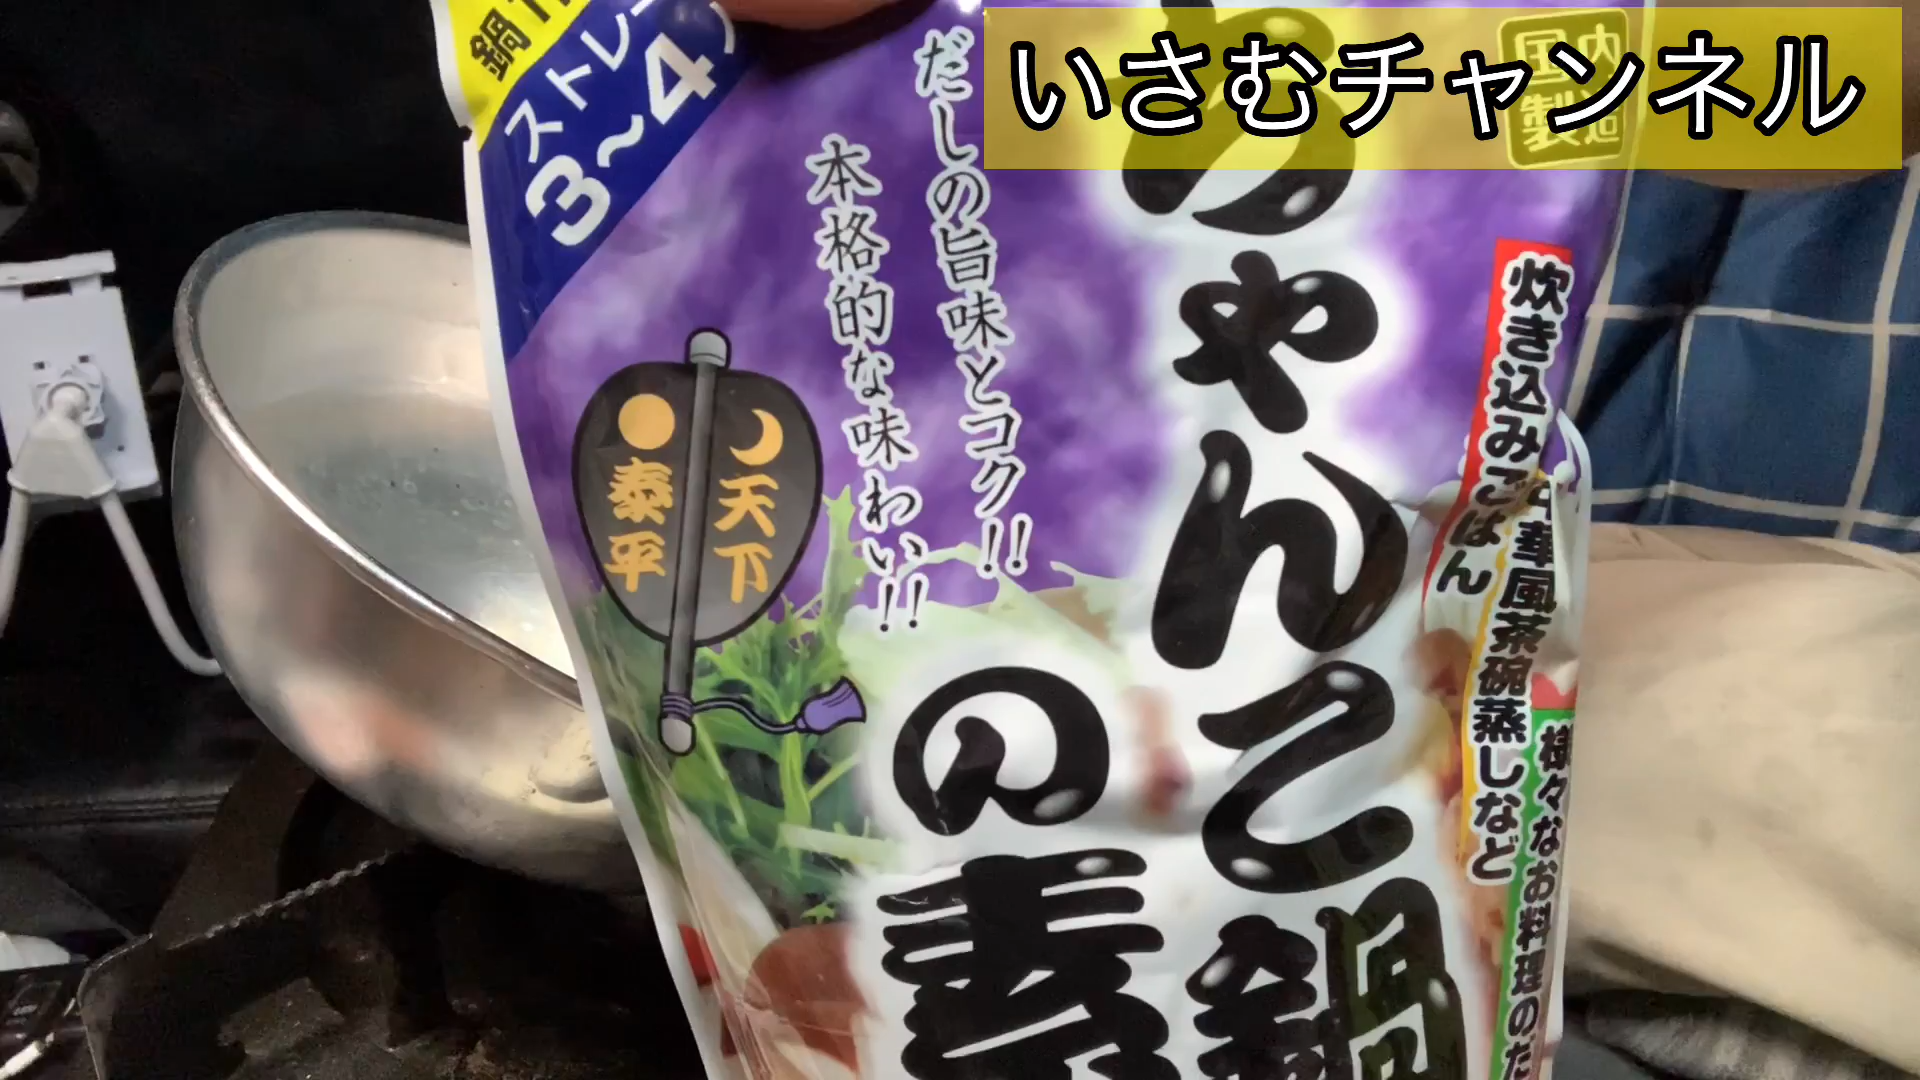 いさむチャンネル
国内
製造
鍋
ストレー
3~4
だしの旨味とコク!!
本格的な味わい!!
天下
泰平
ちゃんこ鍋
の素
炊き込みごはん
中華風茶碗蒸しなど
様々なお料理のだ